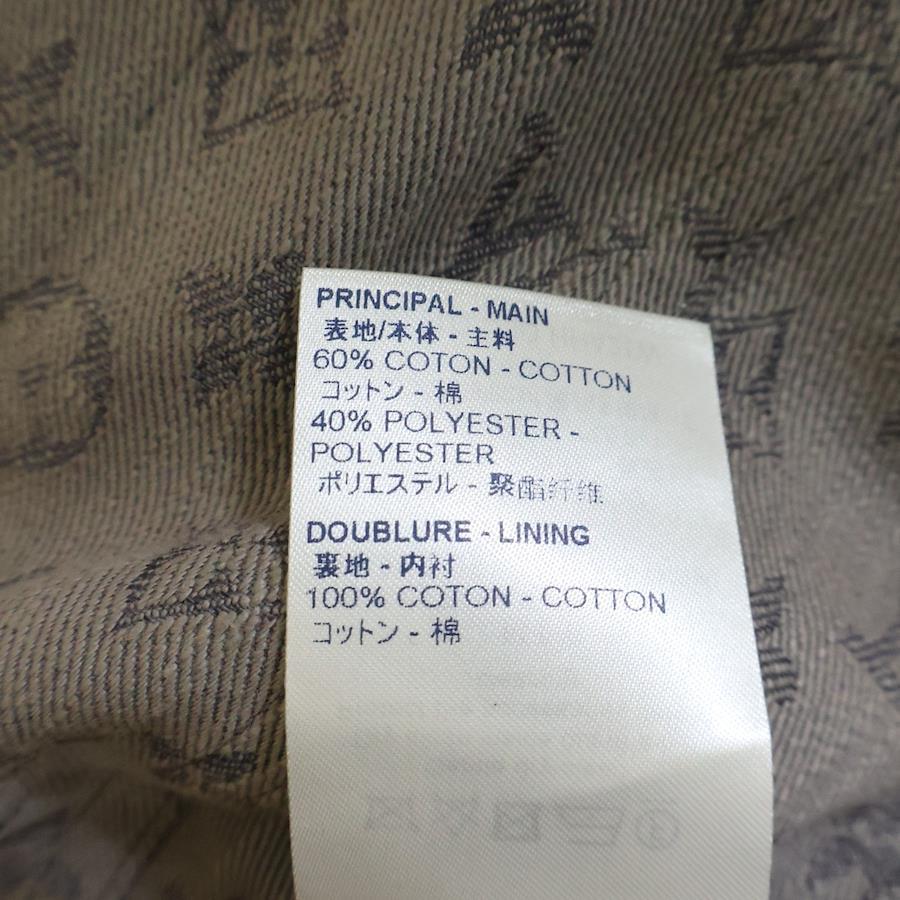 PRINCIPAL - MAIN
表地/本体 - 主料
60% COTON - COTTON
コットン - 棉
40% POLYESTER -
POLYESTER
ポリエステル - 聚酯纤维
DOUBLURE - LINING
裏地 - 内衬
100% COTON - COTTON
コットン - 棉